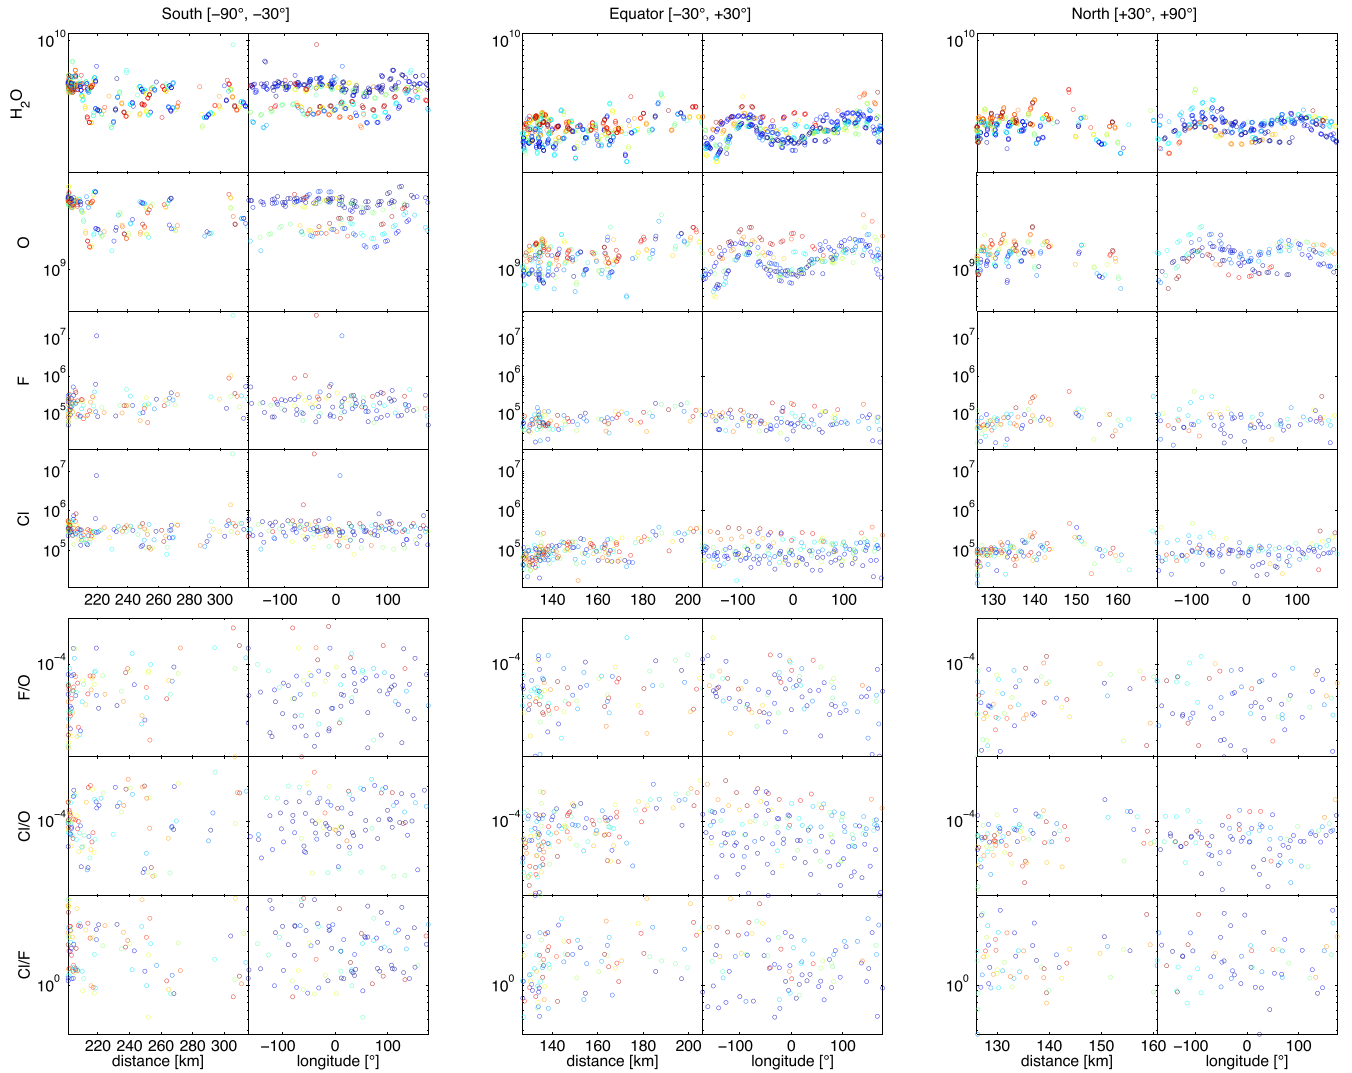 South [−90°, −30°] Equator [−30°, +30°] North [+30°, +90°]
10^10 10^10 10^10
H₂O
O
10^9 10^9 10^9
10^7 10^7 10^7
10^6 10^6 10^6
F
10^5 10^5 10^5
10^7 10^7 10^7
10^6 10^6 10^6
Cl
10^5 10^5 10^5
220 240 260 280 300 −100 0 100 140 160 180 200 −100 0 100 130 140 150 160 −100 0 100
10^−4 10^−4 10^−4
F/O
10^−4 10^−4 10^−4
Cl/O
Cl/F
10^0 10^0 10^0
220 240 260 280 300 −100 0 100 140 160 180 200 −100 0 100 130 140 150 160 −100 0 100
distance [km] longitude [°] distance [km] longitude [°] distance [km] longitude [°]